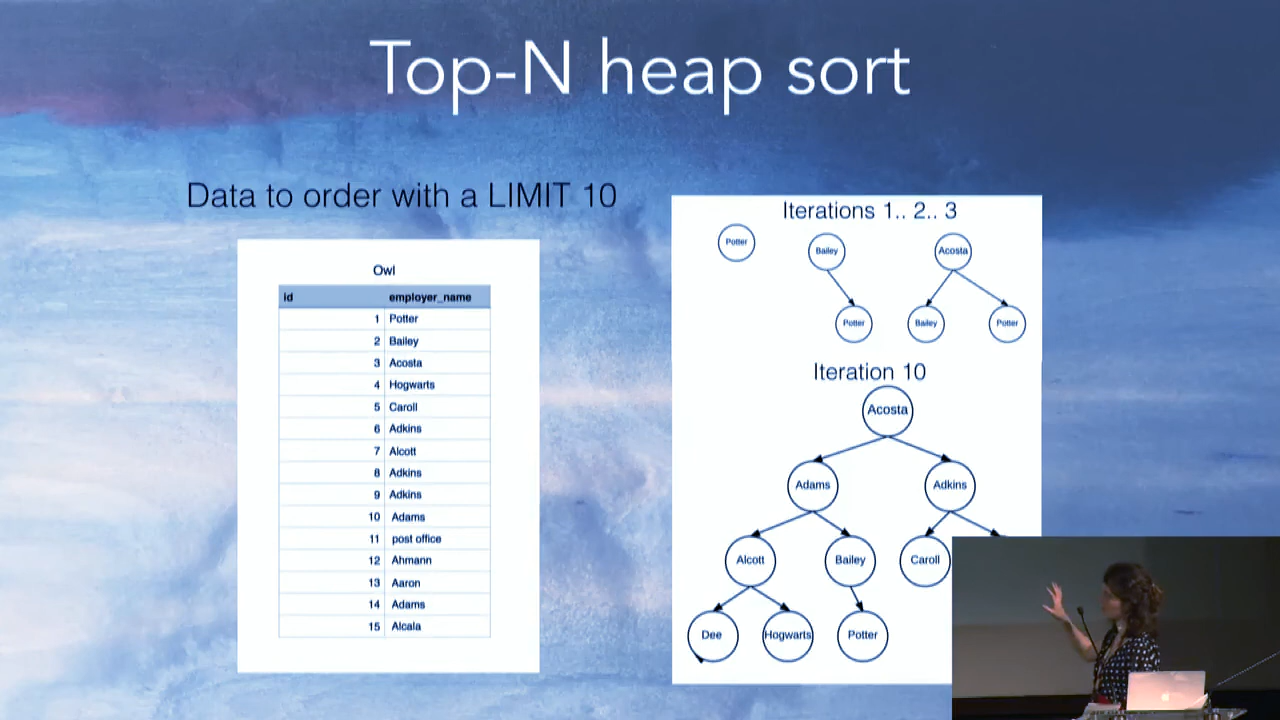 Top-N heap sort
Data to order with a LIMIT 10
Owl
id employer_name
1 Potter
2 Bailey
3 Acosta
4 Hogwarts
5 Caroll
6 Adkins
7 Alcott
8 Adkins
9 Adkins
10 Adams
11 post office
12 Ahmann
13 Aaron
14 Adams
15 Alcala
Iterations 1.. 2.. 3
Potter
Bailey
Potter
Acosta
Bailey
Potter
Iteration 10
Acosta
Adams
Adkins
Alcott
Bailey
Caroll
Dee
Hogwarts
Potter